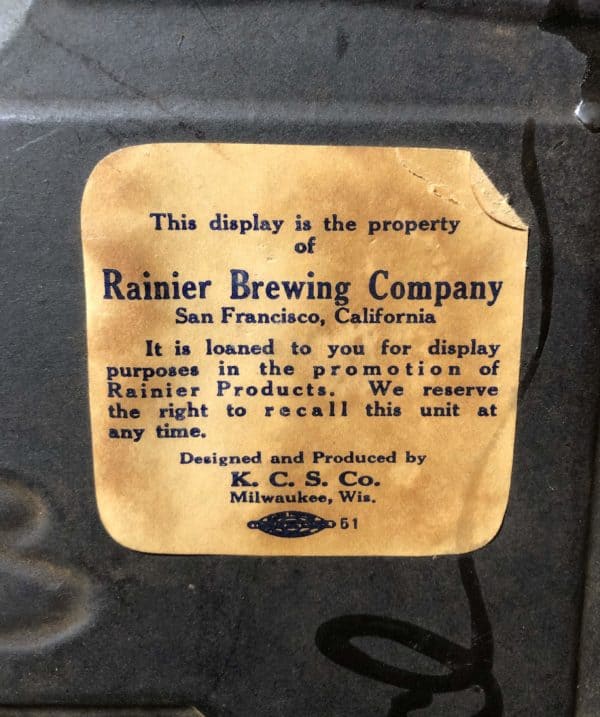 This display is the property
of
Rainier Brewing Company
San Francisco, California
It is loaned to you for display
purposes in the promotion of
Rainier Products. We reserve
the right to recall this unit at
any time.
Designed and Produced by
K. C. S. Co.
Milwaukee, Wis.
51